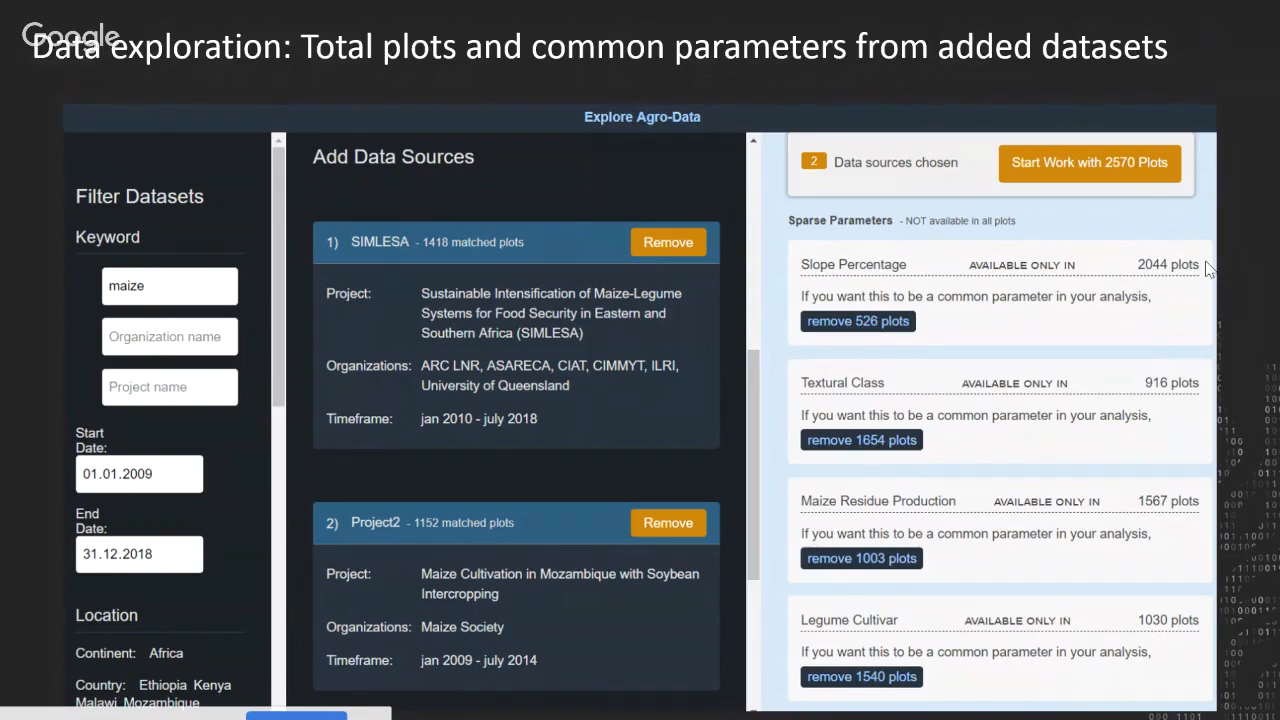 Google
Data exploration: Total plots and common parameters from added datasets
Explore Agro-Data
Filter Datasets
Keyword
maize
Organization name
Project name
Start
Date:
01.01.2009
End
Date:
31.12.2018
Location
Continent: Africa
Country: Ethiopia Kenya
Malawi Mozambique
Add Data Sources
1) SIMLESA - 1418 matched plots
Remove
Project: Sustainable Intensification of Maize-Legume
Systems for Food Security in Eastern and
Southern Africa (SIMLESA)
Organizations: ARC LNR, ASARECA, CIAT, CIMMYT, ILRI,
University of Queensland
Timeframe: jan 2010 - july 2018
2) Project2 - 1152 matched plots
Remove
Project: Maize Cultivation in Mozambique with Soybean
Intercropping
Organizations: Maize Society
Timeframe: jan 2009 - july 2014
2 Data sources chosen
Start Work with 2570 Plots
Sparse Parameters - NOT available in all plots
Slope Percentage AVAILABLE ONLY IN 2044 plots
If you want this to be a common parameter in your analysis,
remove 526 plots
Textural Class AVAILABLE ONLY IN 916 plots
If you want this to be a common parameter in your analysis,
remove 1654 plots
Maize Residue Production AVAILABLE ONLY IN 1567 plots
If you want this to be a common parameter in your analysis,
remove 1003 plots
Legume Cultivar AVAILABLE ONLY IN 1030 plots
If you want this to be a common parameter in your analysis,
remove 1540 plots